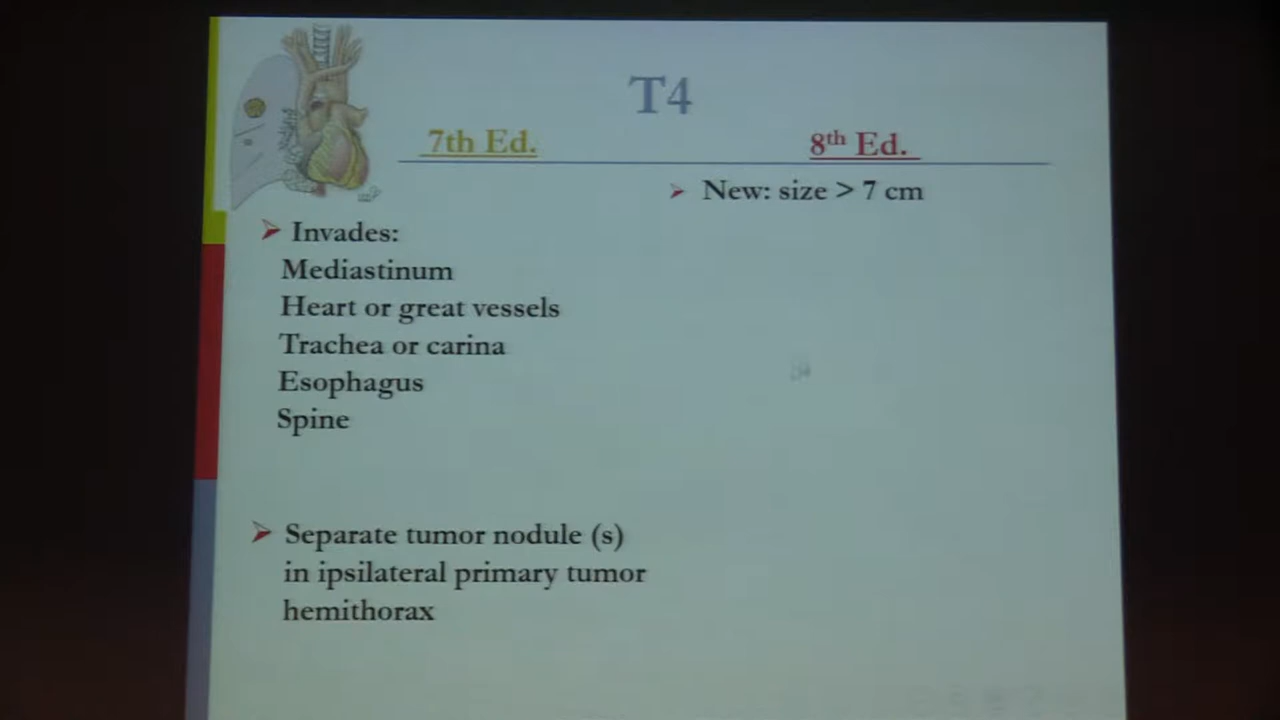 T4
7th Ed.
8th Ed.
New: size > 7 cm
Invades:
Mediastinum
Heart or great vessels
Trachea or carina
Esophagus
Spine
Separate tumor nodule (s)
in ipsilateral primary tumor
hemithorax